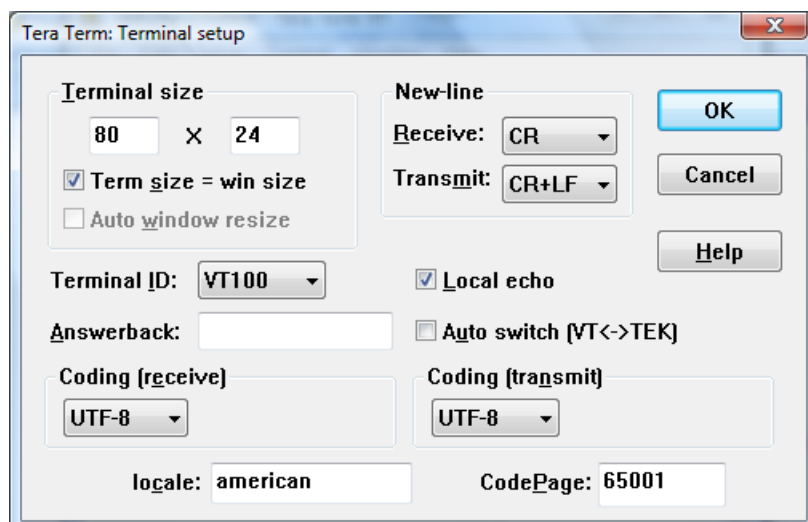 Tera Term: Terminal setup
Terminal size
80 X 24
Term size = win size
Auto window resize
New-line
Receive: CR
Transmit: CR+LF
OK
Cancel
Help
Terminal ID: VT100
Local echo
Answerback:
Auto switch (VT<->TEK)
Coding (receive)
UTF-8
Coding (transmit)
UTF-8
locale: american
CodePage: 65001